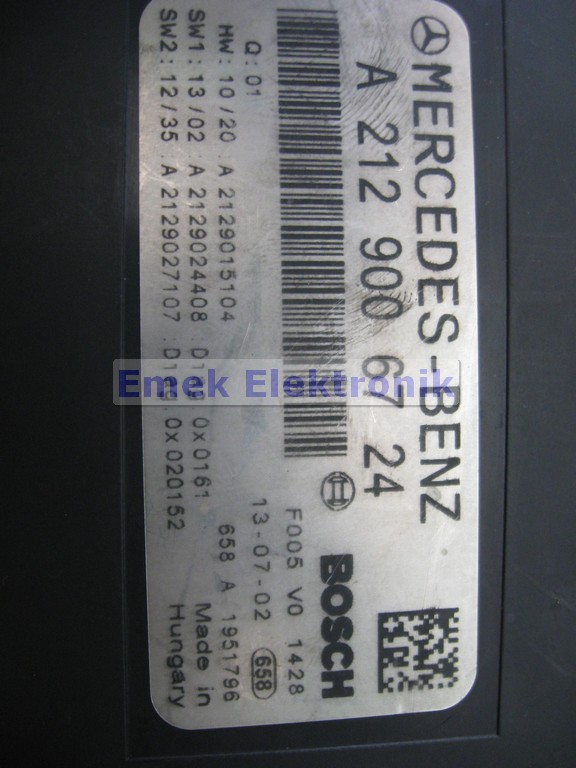 MERCEDES-BENZ
A 212 900 67 24
BOSCH
F005 V0 1428
Q: 01
13-07-02 658
HW: 10/20 A 2129015104
658 A 1951796
SW1: 13/02 A 2129024408 0x0161
Made in
SW2: 12/35 A 2129027107 0x020152
Hungary
Emek Elektronik